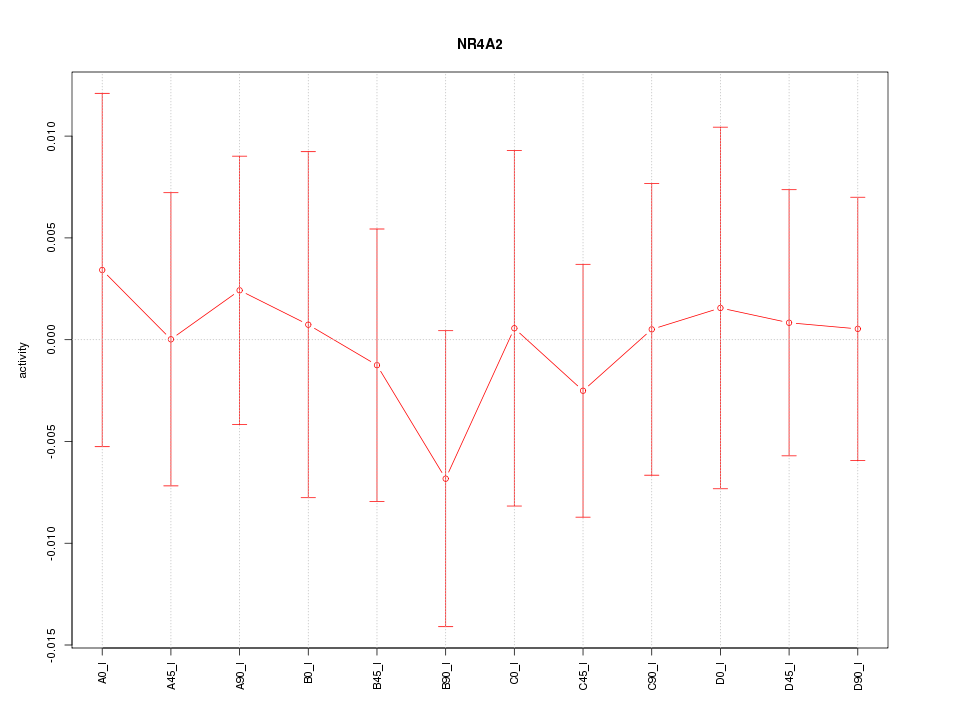 NR4A2
activity
0.010
0.005
0.000
-0.005
-0.010
-0.015
A0_I
A45_I
A90_I
B0_I
B45_I
B90_I
C0_I
C45_I
C90_I
D0_I
D45_I
D90_I